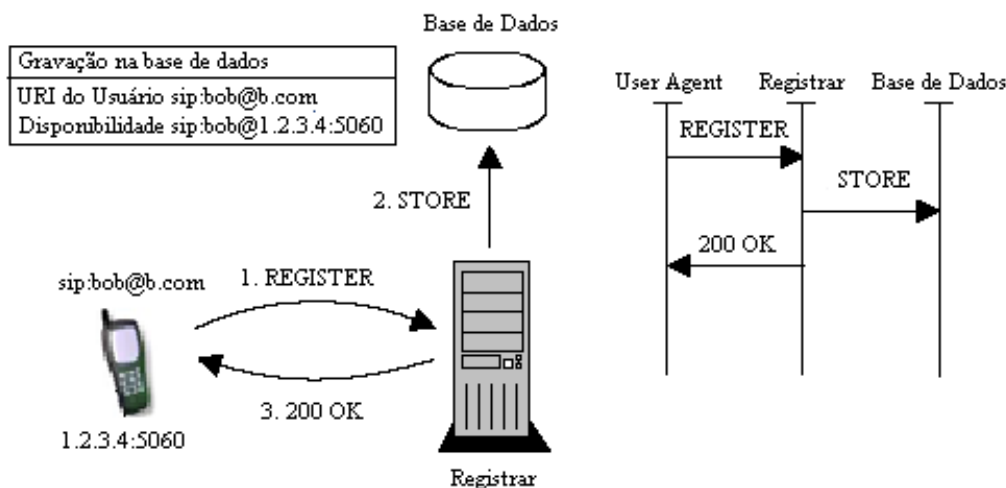 Base de Dados
Gravação na base de dados
URI do Usuário sip:bob@b.com
Disponibilidade sip:bob@1.2.3.4:5060
2. STORE
sip:bob@b.com
1. REGISTER
3. 200 OK
1.2.3.4:5060
Registrar
User Agent Registrar Base de Dados
REGISTER
STORE
200 OK